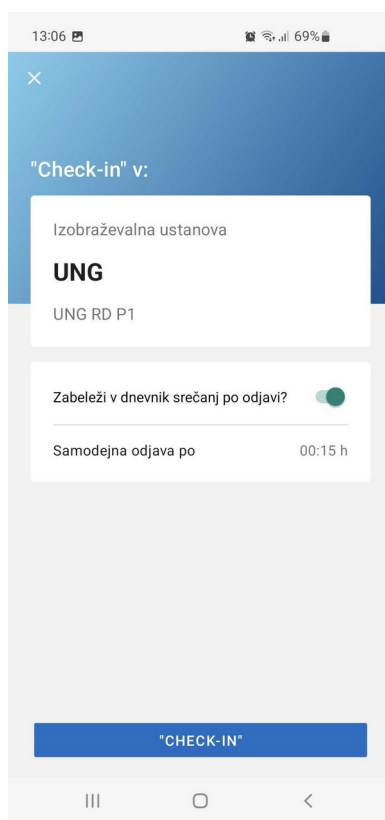 13:06 69%
"Check-in" v:
Izobraževalna ustanova
UNG
UNG RD P1
Zabeleži v dnevnik srečanj po odjavi?
Samodejna odjava po 00:15 h
"CHECK-IN"